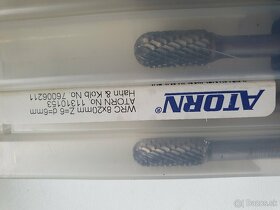 ATORN
WRC 8x20mm Z=6 d=6mm
ATORN No. 11310153
Hahn & Kolb No. 76006211
bazos.sk